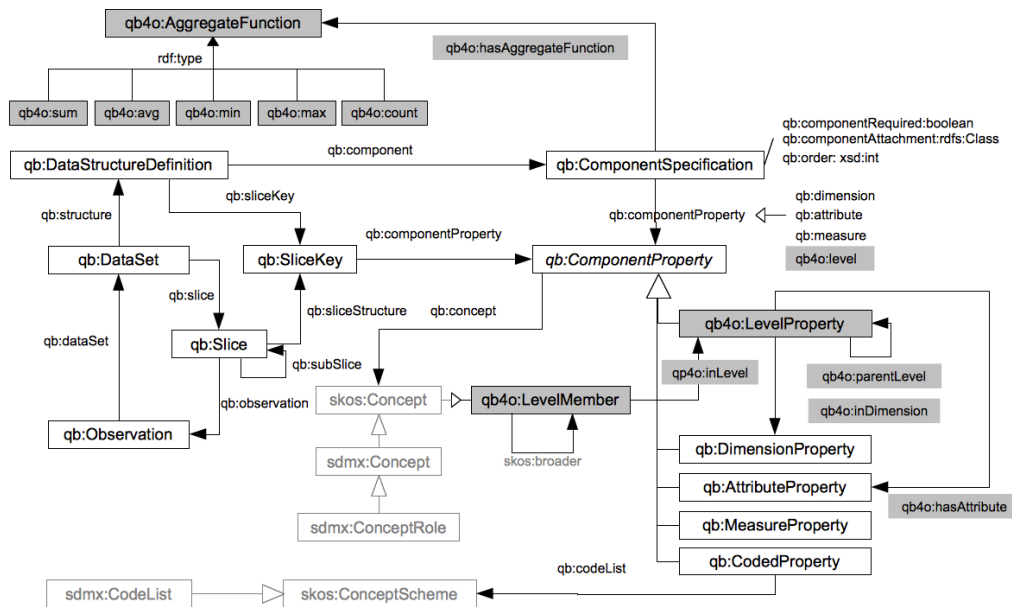 qb4o:AggregateFunction
qb4o:hasAggregateFunction
rdf:type
qb4o:sum
qb4o:avg
qb4o:min
qb4o:max
qb4o:count
qb:componentRequired:boolean
qb:componentAttachment:rdfs:Class
qb:order: xsd:int
qb:component
qb:DataStructureDefinition
qb:ComponentSpecification
qb:sliceKey
qb:structure
qb:componentProperty
qb:dimension
qb:attribute
qb:measure
qb4o:level
qb:componentProperty
qb:DataSet
qb:SliceKey
qb:ComponentProperty
qb:slice
qb:sliceStructure
qb:concept
qb4o:LevelProperty
qb:dataSet
qb:Slice
qb:subSlice
qp4o:inLevel
qb4o:parentLevel
qb:observation
skos:Concept
qb4o:LevelMember
qb4o:inDimension
qb:Observation
skos:broader
qb:DimensionProperty
sdmx:Concept
qb:AttributeProperty
qb4o:hasAttribute
sdmx:ConceptRole
qb:MeasureProperty
qb:CodedProperty
qb:codeList
sdmx:CodeList
skos:ConceptScheme